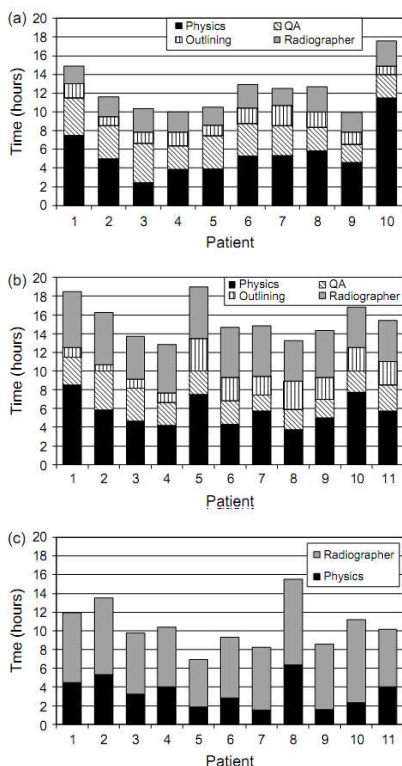 (a)
20
18
16
14
12
10
8
6
4
2
0
Time (hours)
Physics QA
Outlining Radiographer
1 2 3 4 5 6 7 8 9 10
Patient
(b)
20
18
16
14
12
10
8
6
4
2
0
Time (hours)
Physics QA
Outlining Radiographer
1 2 3 4 5 6 7 8 9 10 11
Patient
(c)
20
18
16
14
12
10
8
6
4
2
0
Tme (hours)
Radiographer
Physics
1 2 3 4 5 6 7 8 9 10 11
Patient